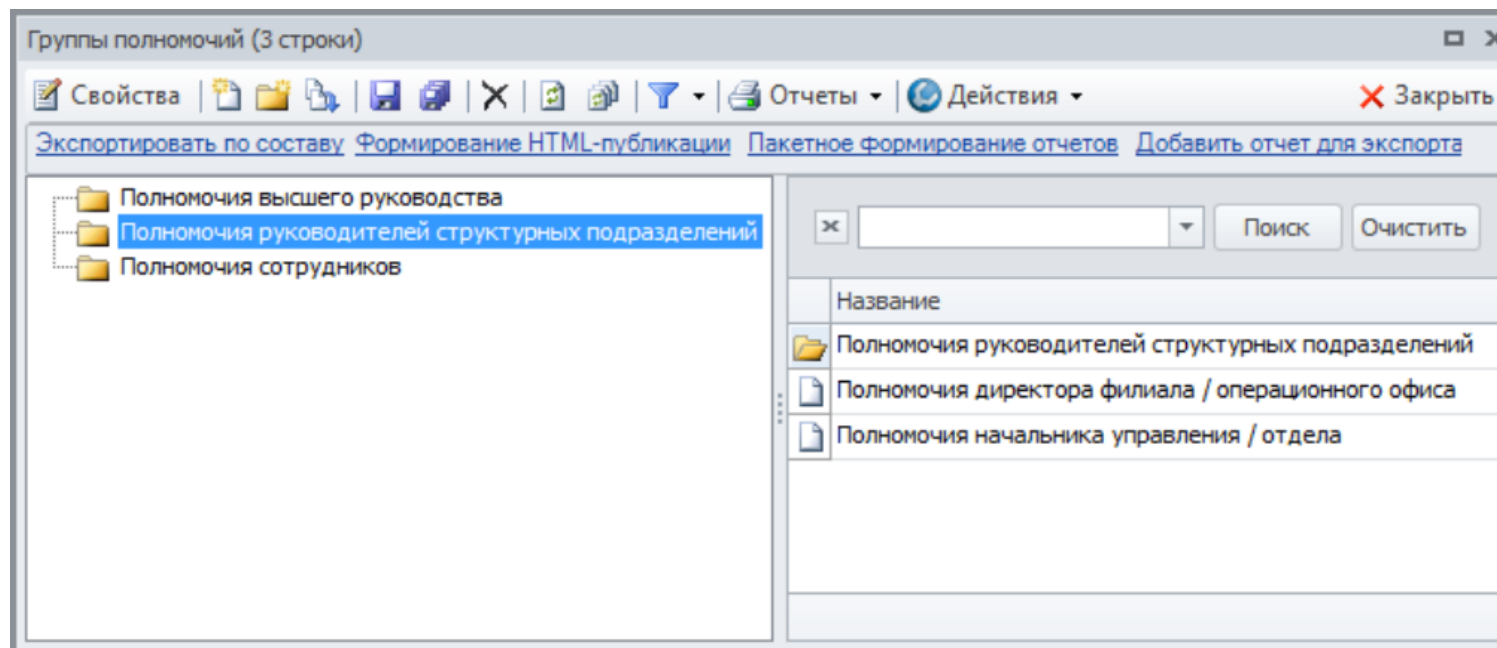 Группы полномочий (3 строки)
Свойства Отчеты Действия Закрыть
Экспортировать по составу Формирование HTML-публикации Пакетное формирование отчетов Добавить отчет для экспорта
Полномочия высшего руководства
Полномочия руководителей структурных подразделений
Полномочия сотрудников
Поиск Очистить
Название
Полномочия руководителей структурных подразделений
Полномочия директора филиала / операционного офиса
Полномочия начальника управления / отдела